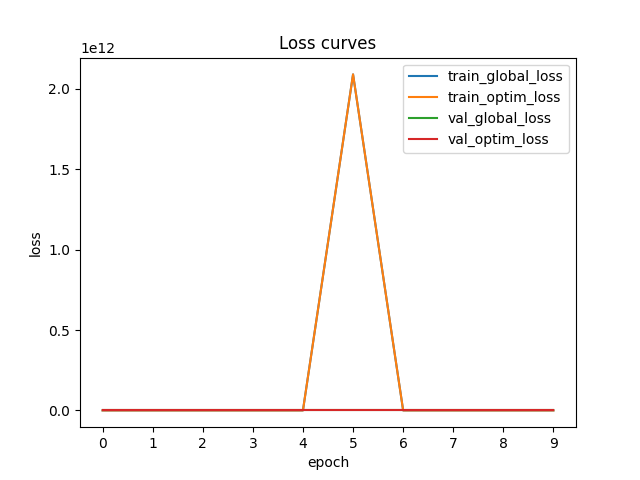 Loss curves
1e12
train_global_loss
train_optim_loss
val_global_loss
val_optim_loss
2.0
1.5
1.0
0.5
0.0
loss
0 1 2 3 4 5 6 7 8 9
epoch